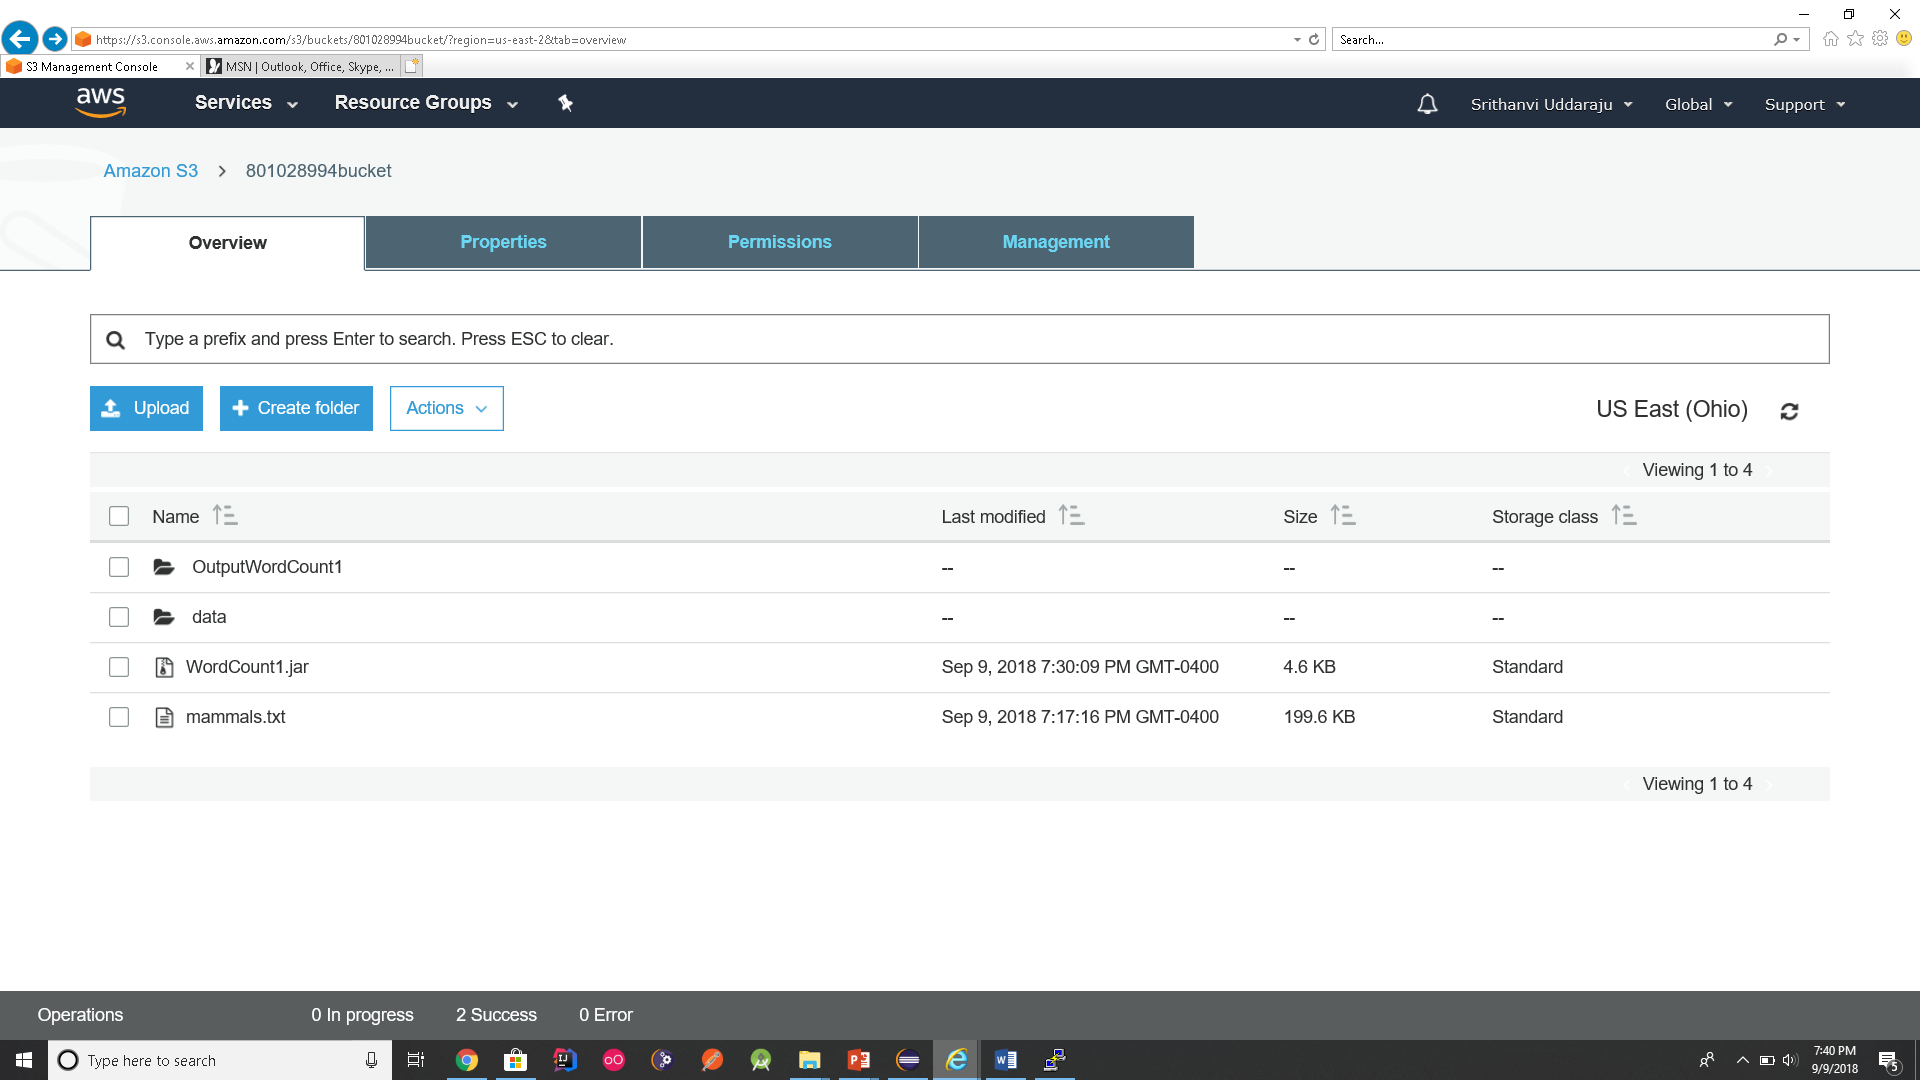 https://s3.console.aws.amazon.com/s3/buckets/801028994bucket/?region=us-east-2&tab=overview
Search...
S3 Management Console
MSN | Outlook, Office, Skype, ...
aws
Services
Resource Groups
Srithanvi Uddaraju
Global
Support
Amazon S3 > 801028994bucket
Overview
Properties
Permissions
Management
Type a prefix and press Enter to search. Press ESC to clear.
Upload
Create folder
Actions
US East (Ohio)
Viewing 1 to 4
Name
Last modified
Size
Storage class
OutputWordCount1 -- -- --
data -- -- --
WordCount1.jar Sep 9, 2018 7:30:09 PM GMT-0400 4.6 KB Standard
mammals.txt Sep 9, 2018 7:17:16 PM GMT-0400 199.6 KB Standard
Viewing 1 to 4
Operations 0 In progress 2 Success 0 Error
Type here to search
7:40 PM
9/9/2018
5